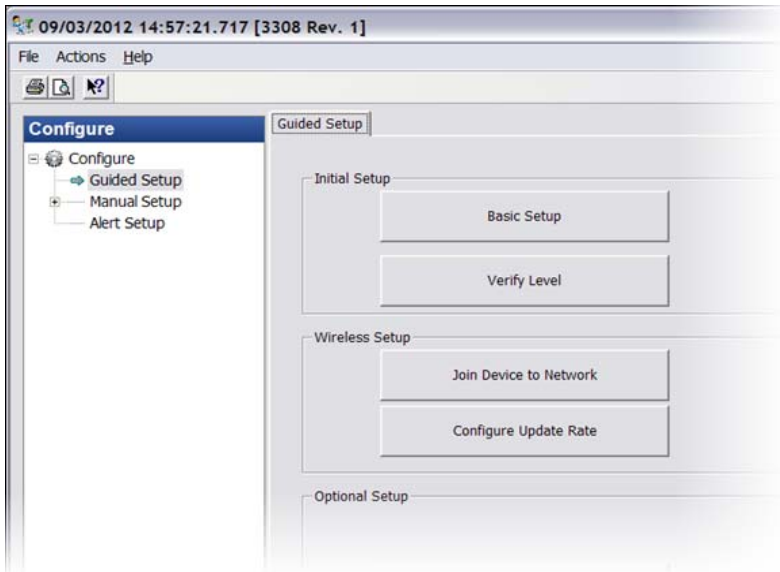 09/03/2012 14:57:21.717 [3308 Rev. 1]
File Actions Help
Configure
Configure
Guided Setup
Manual Setup
Alert Setup
Guided Setup
Initial Setup
Basic Setup
Verify Level
Wireless Setup
Join Device to Network
Configure Update Rate
Optional Setup